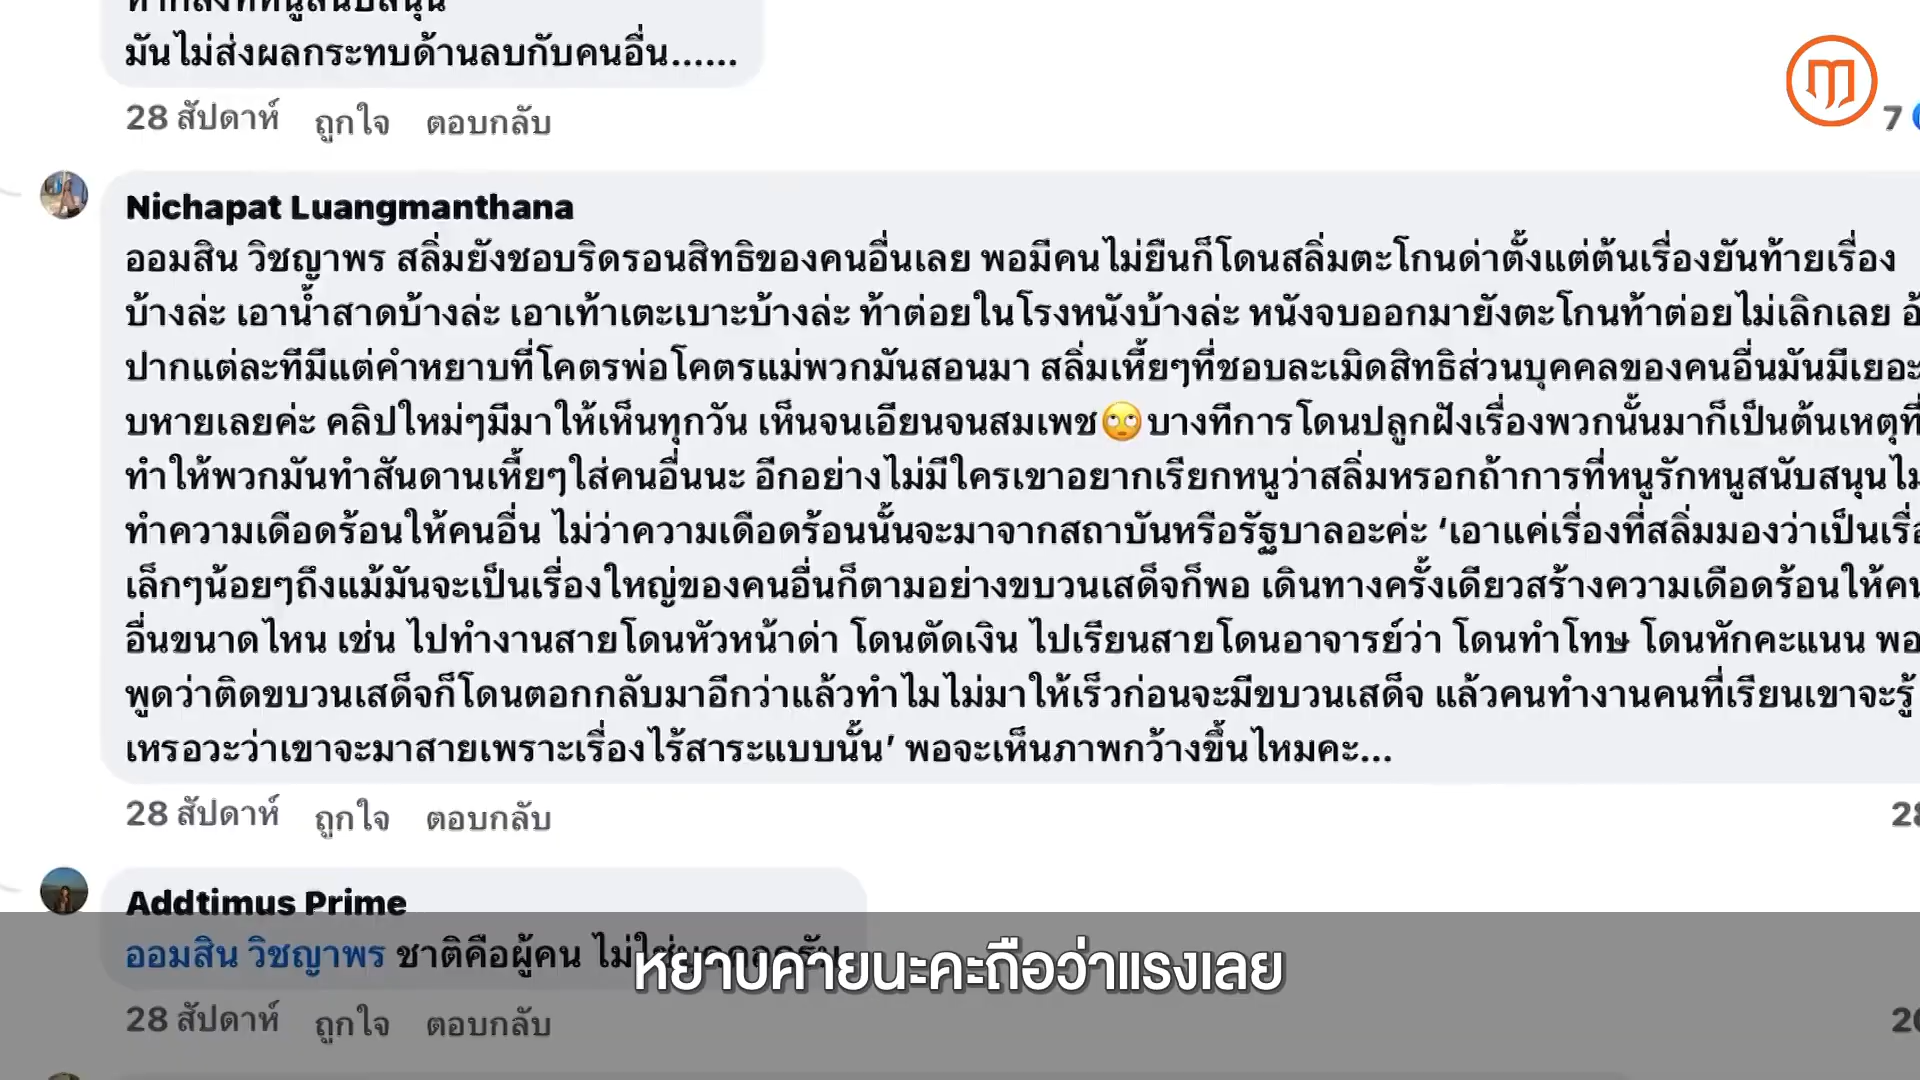 มันไม่ส่งผลกระทบด้านลบกับคนอื่น......
28 สัปดาห์ ถูกใจ ตอบกลับ
7
Nichapat Luangmanthana
ออมสิน วิชญาพร สลิ่มยังชอบริดรอนสิทธิของคนอื่นเลย พอมีคนไม่ยืนก็โดนสลิ่มตะโกนด่าตั้งแต่ต้นเรื่องยันท้ายเรื่อง
บ้างล่ะ เอาน้ำสาดบ้างล่ะ เอาเท้าเตะเบาะบ้างล่ะ ท้าต่อยในโรงหนังบ้างล่ะ หนังจบออกมายังตะโกนท้าต่อยไม่เลิกเลย
ปากแต่ละทีมีแต่คำหยาบที่โคตรพ่อโคตรแม่พวกมันสอนมา สลิ่มเหี้ยๆที่ชอบละเมิดสิทธิส่วนบุคคลของคนอื่นมันมีเยอะ
บหายเลยค่ะ คลิปใหม่ๆมีมาให้เห็นทุกวัน เห็นจนเอียนจนสมเพช🙄บางทีการโดนปลูกฝังเรื่องพวกนั้นมาก็เป็นต้นเหตุที่
ทำให้พวกมันทำสันดานเหี้ยๆใส่คนอื่นนะ อีกอย่างไม่มีใครเขาอยากเรียกหนูว่าสลิ่มหรอกถ้าการที่หนูรักหนูสนับสนุนไม่
ทำความเดือดร้อนให้คนอื่น ไม่ว่าความเดือดร้อนนั้นจะมาจากสถาบันหรือรัฐบาลอะค่ะ ‘เอาแค่เรื่องที่สลิ่มมองว่าเป็นเรื่อ
เล็กๆน้อยๆถึงแม้มันจะเป็นเรื่องใหญ่ของคนอื่นก็ตามอย่างขบวนเสด็จก็พอ เดินทางครั้งเดียวสร้างความเดือดร้อนให้คน
อื่นขนาดไหน เช่น ไปทำงานสายโดนหัวหน้าด่า โดนตัดเงิน ไปเรียนสายโดนอาจารย์ว่า โดนทำโทษ โดนหักคะแนน พอ
พูดว่าติดขบวนเสด็จก็โดนตอกกลับมาอีกว่าแล้วทำไมไม่มาให้เร็วก่อนจะมีขบวนเสด็จ แล้วคนทำงานคนที่เรียนเขาจะรู้
เหรอวะว่าเขาจะมาสายเพราะเรื่องไร้สาระแบบนั้น’ พอจะเห็นภาพกว้างขึ้นไหมคะ...
28 สัปดาห์ ถูกใจ ตอบกลับ
28
Addtimus Prime
ออมสิน วิชญาพร ชาติคือผู้คน
หยาบคายนะคะถือว่าแรงเลย
28 สัปดาห์ ถูกใจ ตอบกลับ